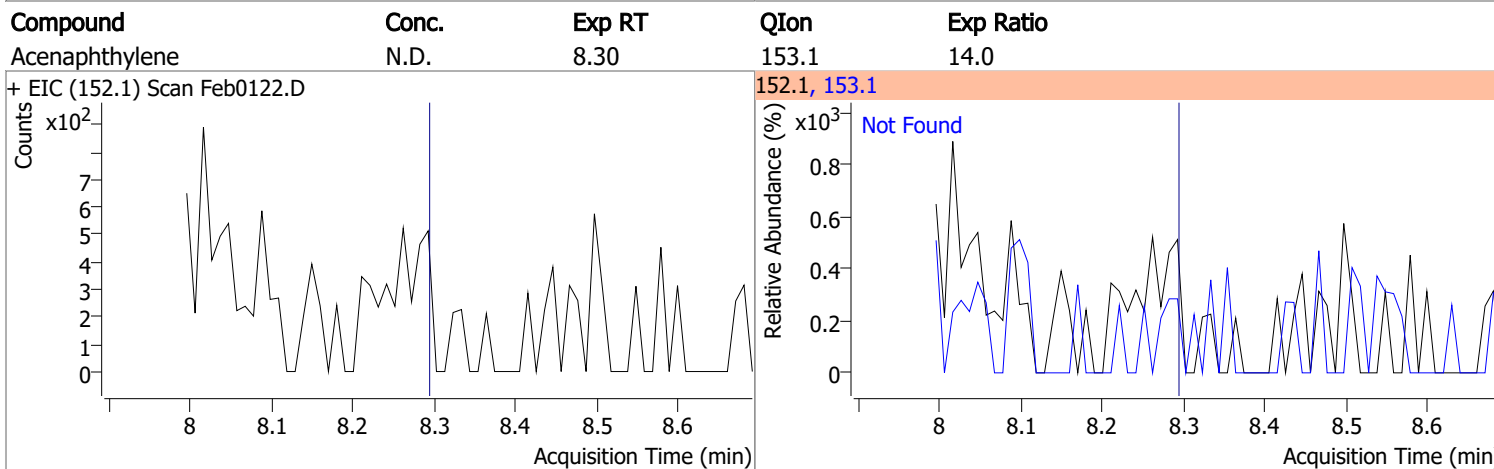 Compound Conc. Exp RT QIon Exp Ratio
Acenaphthylene N.D. 8.30 153.1 14.0
+ EIC (152.1) Scan Feb0122.D
Counts
x10²
7
6
5
4
3
2
1
0
8 8.1 8.2 8.3 8.4 8.5 8.6
Acquisition Time (min)
152.1, 153.1
Relative Abundance (%)
x10³
Not Found
0.8
0.6
0.4
0.2
0
8 8.1 8.2 8.3 8.4 8.5 8.6
Acquisition Time (min